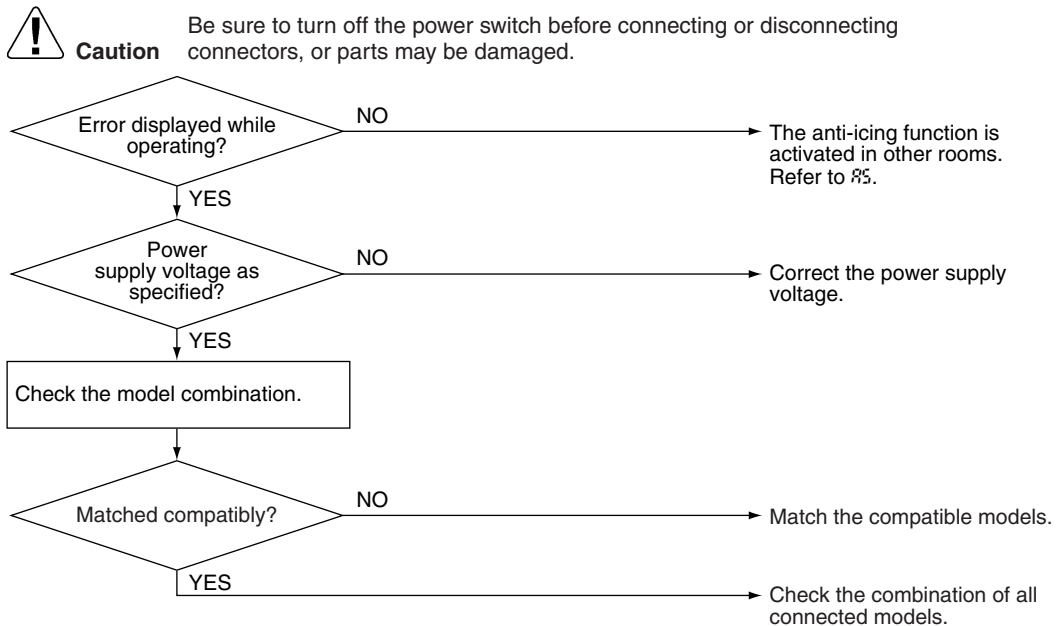 Be sure to turn off the power switch before connecting or disconnecting
Caution connectors, or parts may be damaged.
Error displayed while
operating?
NO
The anti-icing function is
activated in other rooms.
Refer to A5.
YES
Power
supply voltage as
specified?
NO
Correct the power supply
voltage.
YES
Check the model combination.
Matched compatibly?
NO
Match the compatible models.
YES
Check the combination of all
connected models.